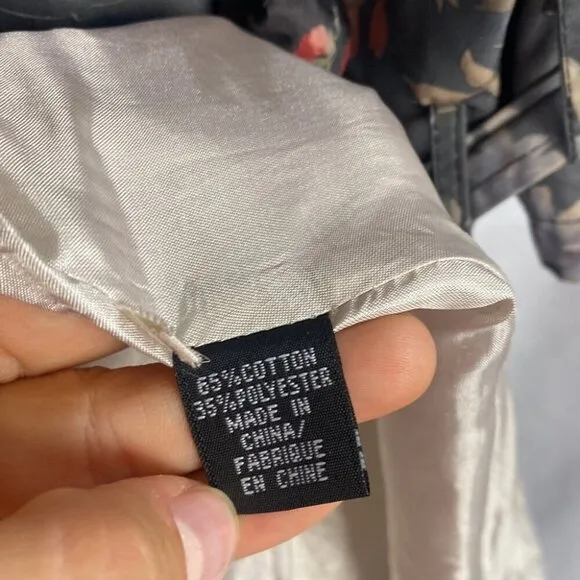 65%COTTON
35%POLYESTER
MADE IN
CHINA/
FABRIQUE
EN CHINE